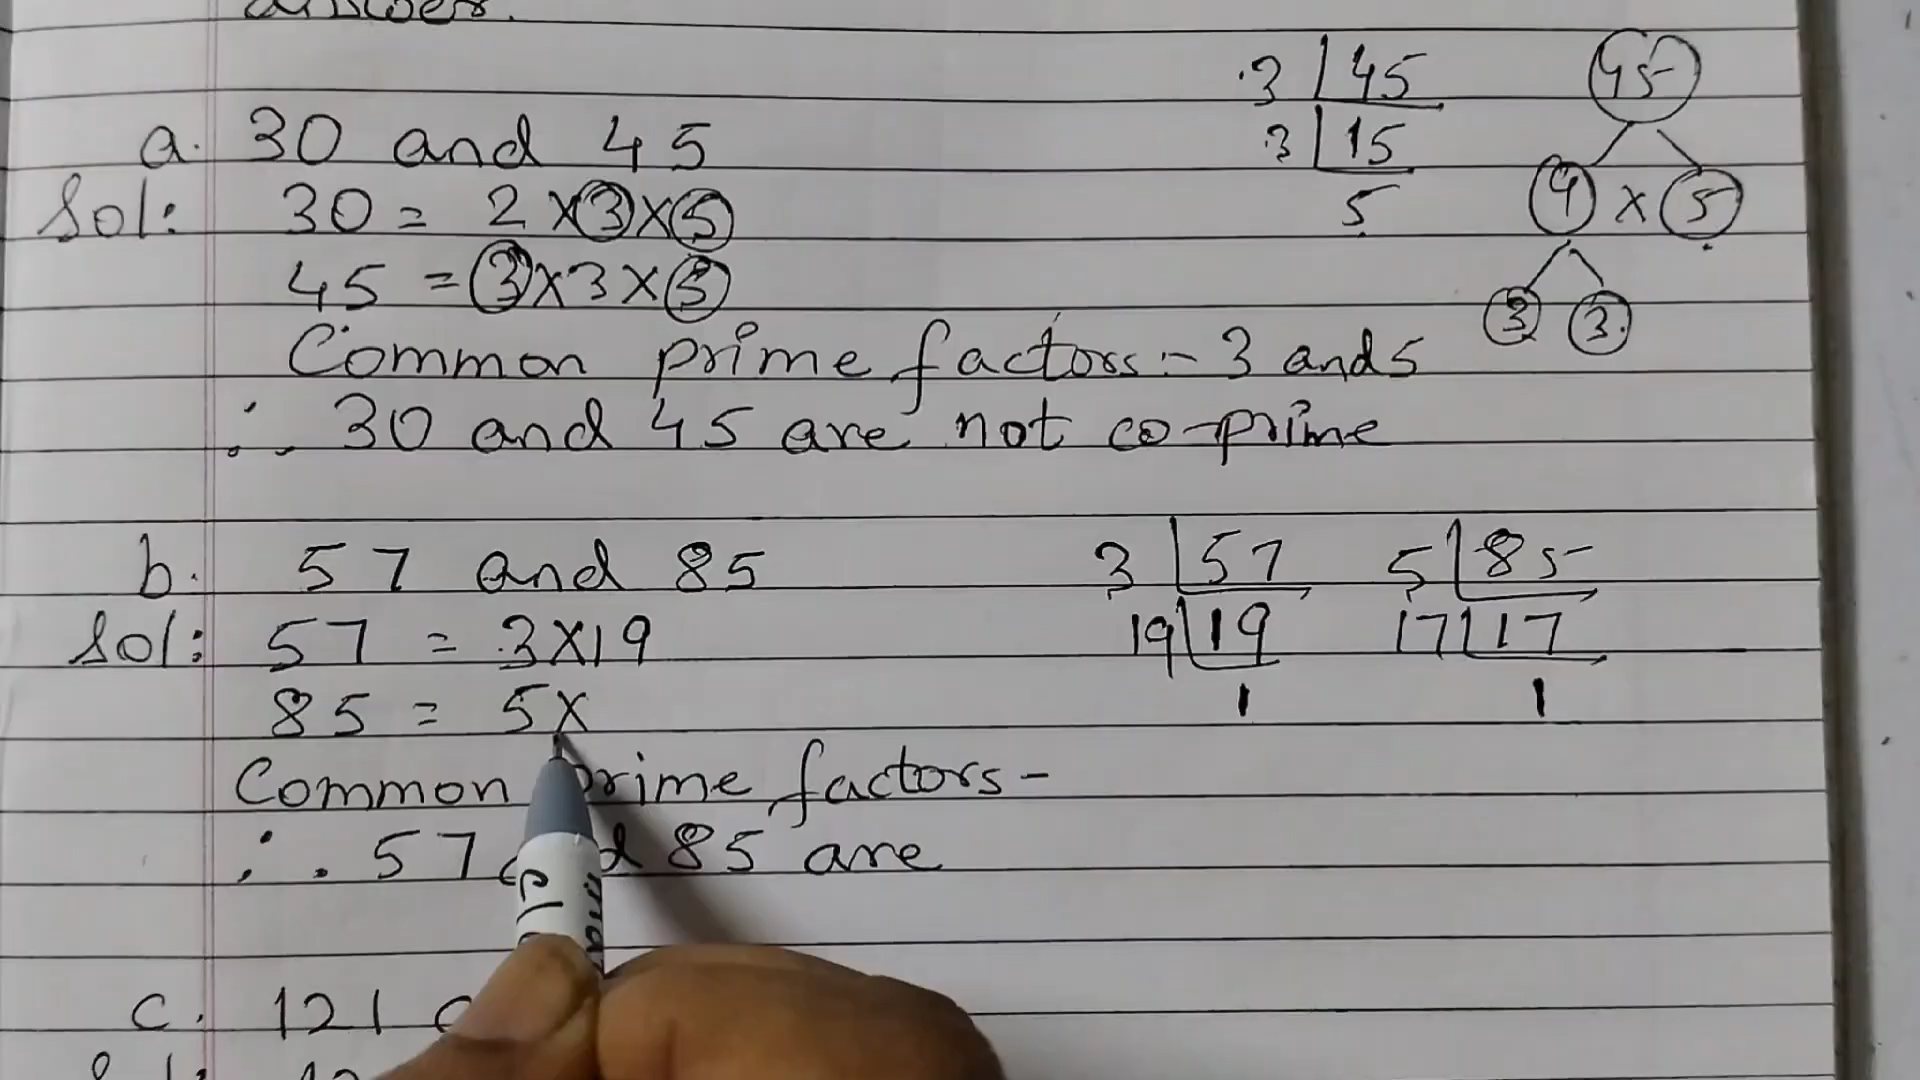 answer.
a. 30 and 45
Sol: 30 = 2 × 3 × 5
45 = 3 × 3 × 5
Common prime factors :- 3 and 5
∴ 30 and 45 are not co-prime
3 | 45
3 | 15
5
45
9 × 5
3 3
b. 57 and 85
Sol: 57 = 3 × 19
85 = 5 ×
Common prime factors -
∴ 57 85 are
3 | 57
19 | 19
1
5 | 85
17 | 17
1
c. 121